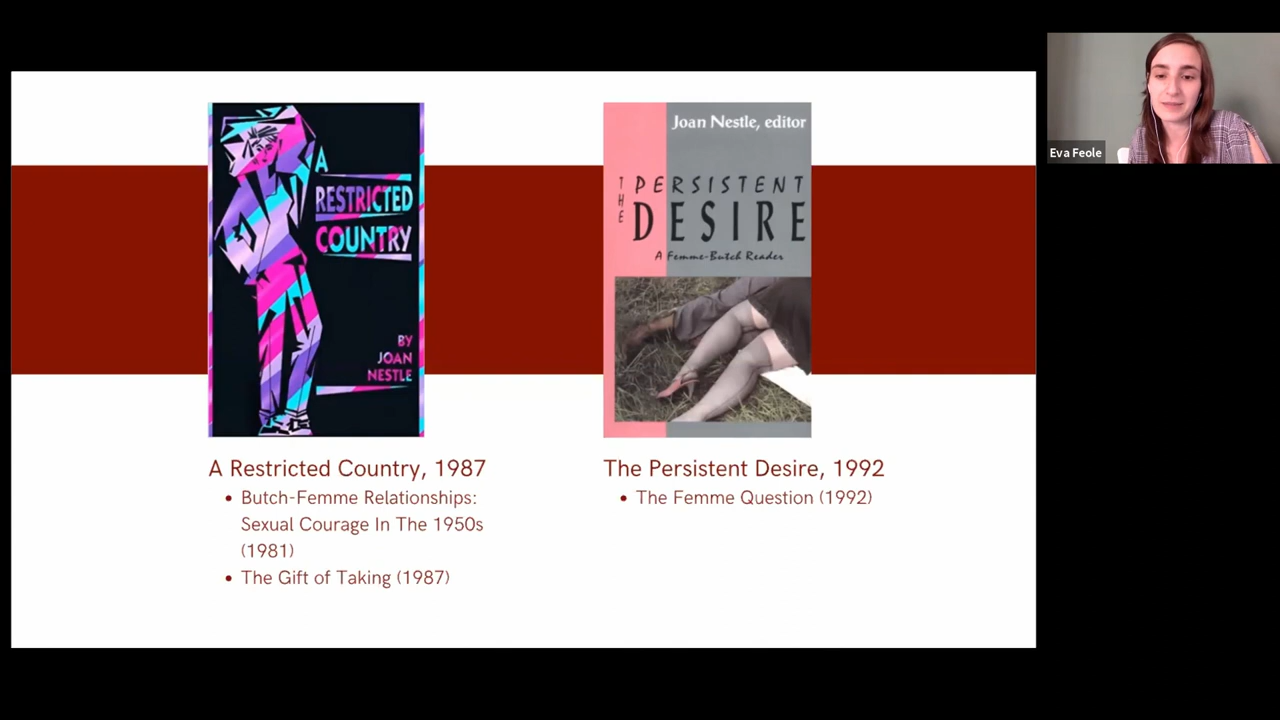 A
RESTRICTED
COUNTRY
BY
JOAN
NESTLE
Joan Nestle, editor
THE PERSISTENT
DESIRE
A Femme-Butch Reader
Eva Feole
A Restricted Country, 1987
• Butch-Femme Relationships:
Sexual Courage In The 1950s
(1981)
• The Gift of Taking (1987)
The Persistent Desire, 1992
• The Femme Question (1992)